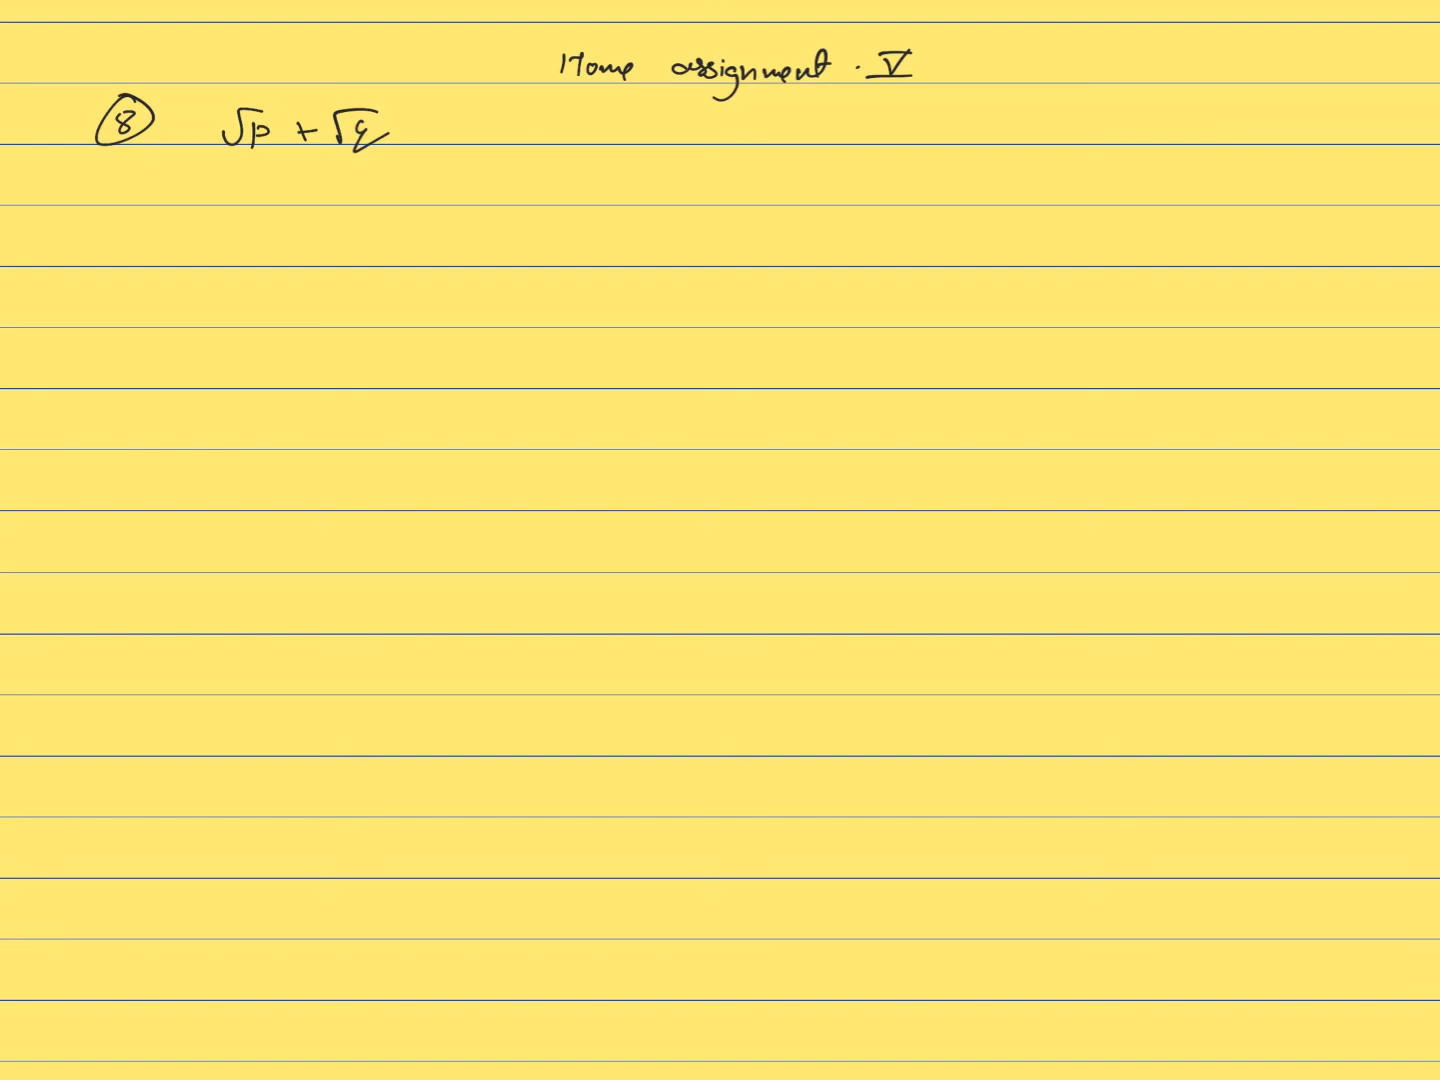 Home assignment . V
8 √p + √q